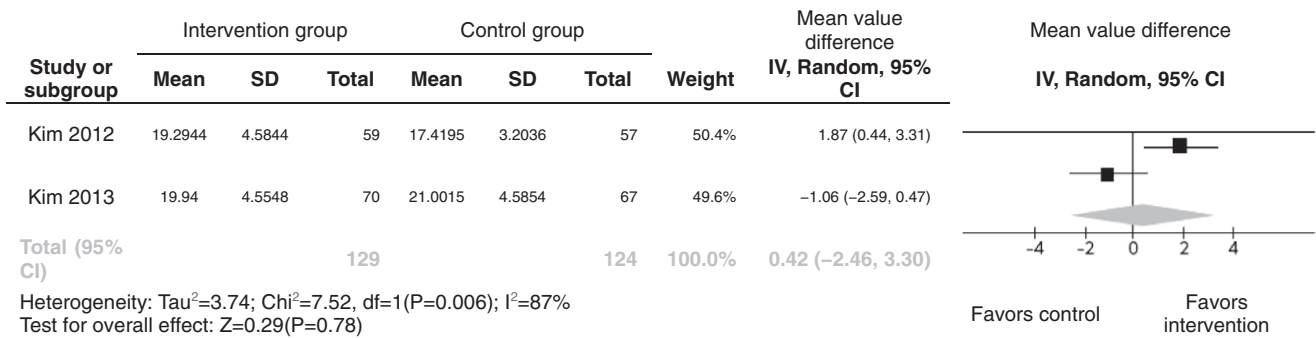 Intervention group Control group Mean value difference Mean value difference
Study or subgroup Mean SD Total Mean SD Total Weight IV, Random, 95% CI IV, Random, 95% CI
Kim 2012 19.2944 4.5844 59 17.4195 3.2036 57 50.4% 1.87 (0.44, 3.31)
Kim 2013 19.94 4.5548 70 21.0015 4.5854 67 49.6% −1.06 (−2.59, 0.47)
Total (95% CI) 129 124 100.0% 0.42 (−2.46, 3.30)
-4 -2 0 2 4
Heterogeneity: Tau²=3.74; Chi²=7.52, df=1(P=0.006); I²=87%
Test for overall effect: Z=0.29(P=0.78)
Favors control Favors intervention